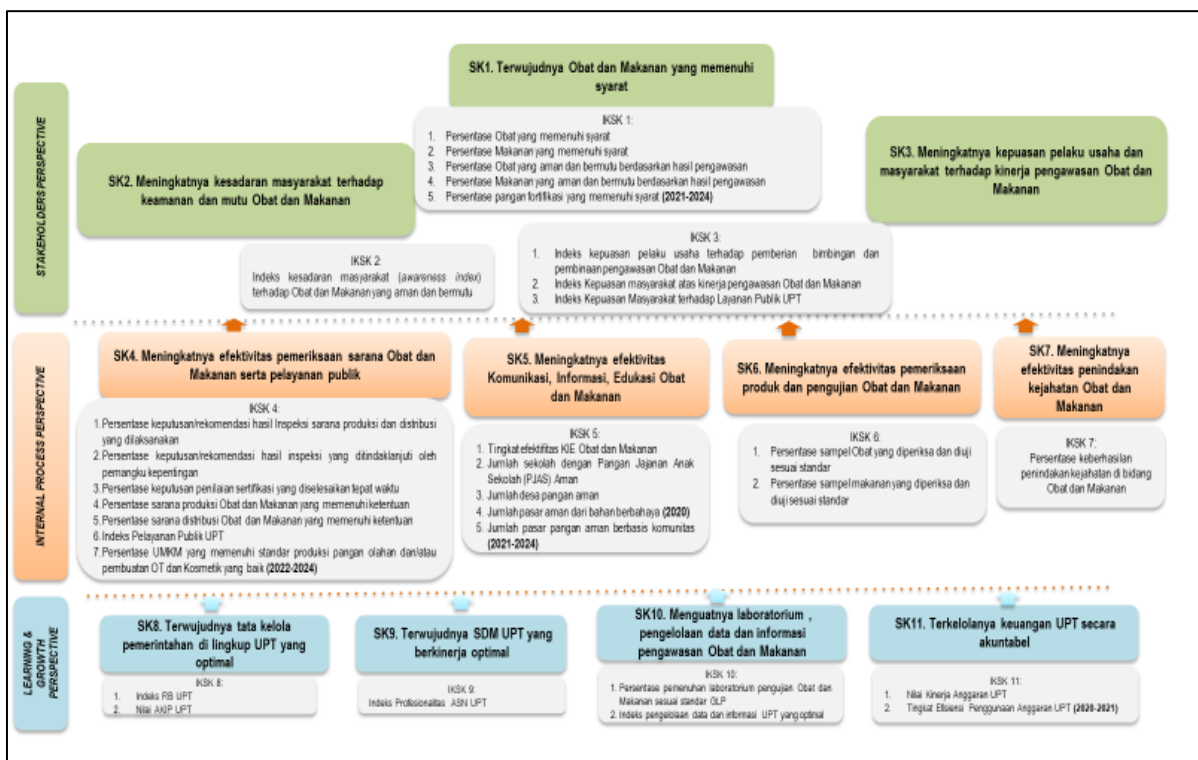 STAKEHOLDERS PERSPECTIVE
SK1. Terwujudnya Obat dan Makanan yang memenuhi
syarat
IKSK 1:
1. Persentase Obat yang memenuhi syarat
2. Persentase Makanan yang memenuhi syarat
3. Persentase Obat yang aman dan bermutu berdasarkan hasil pengawasan
4. Persentase Makanan yang aman dan bermutu berdasarkan hasil pengawasan
5. Persentase pangan fortifikasi yang memenuhi syarat (2021-2024)
SK2. Meningkatnya kesadaran masyarakat terhadap
keamanan dan mutu Obat dan Makanan
IKSK 2:
Indeks kesadaran masyarakat (awareness index)
terhadap Obat dan Makanan yang aman dan bermutu
SK3. Meningkatnya kepuasan pelaku usaha dan
masyarakat terhadap kinerja pengawasan Obat dan
Makanan
IKSK 3:
1. Indeks kepuasan pelaku usaha terhadap pemberian bimbingan dan
pembinaan pengawasan Obat dan Makanan
2. Indeks Kepuasan masyarakat atas kinerja pengawasan Obat dan Makanan
3. Indeks Kepuasan Masyarakat terhadap Layanan Publik UPT
INTERNAL PROCESS PERSPECTIVE
SK4. Meningkatnya efektivitas pemeriksaan sarana Obat dan
Makanan serta pelayanan publik
IKSK 4:
1.Persentase keputusan/rekomendasi hasil Inspeksi sarana produksi dan distribusi
yang dilaksanakan
2.Persentase keputusan/rekomendasi hasil inspeksi yang ditindaklanjuti oleh
pemangku kepentingan
3.Persentase keputusan penilaian sertifikasi yang diselesaikan tepat waktu
4.Persentase sarana produksi Obat dan Makanan yang memenuhi ketentuan
5.Persentase sarana distribusi Obat dan Makanan yang memenuhi ketentuan
6.Indeks Pelayanan Publik UPT
7.Persentase UMKM yang memenuhi standar produksi pangan olahan dan/atau
pembuatan OT dan Kosmetik yang baik (2022-2024)
SK5. Meningkatnya efektivitas
Komunikasi, Informasi, Edukasi Obat
dan Makanan
IKSK 5:
1. Tingkat efektifitas KIE Obat dan Makanan
2. Jumlah sekolah dengan Pangan Jajanan Anak
Sekolah (PJAS) Aman
3. Jumlah desa pangan aman
4. Jumlah pasar aman dari bahan berbahaya (2020)
5. Jumlah pasar pangan aman berbasis komunitas
(2021-2024)
SK6. Meningkatnya efektivitas pemeriksaan
produk dan pengujian Obat dan Makanan
IKSK 6:
1. Persentase sampel Obat yang diperiksa dan diuji
sesuai standar
2. Persentase sampel makanan yang diperiksa dan
diuji sesuai standar
SK7. Meningkatnya
efektivitas penindakan
kejahatan Obat dan
Makanan
IKSK 7:
Persentase keberhasilan
penindakan kejahatan di bidang
Obat dan Makanan
LEARNING &
GROWTH
PERSPECTIVE
SK8. Terwujudnya tata kelola
pemerintahan di lingkup UPT yang
optimal
IKSK 8:
1. Indeks RB UPT
2. Nilai AKIP UPT
SK9. Terwujudnya SDM UPT yang
berkinerja optimal
IKSK 9:
Indeks Profesionalitas ASN UPT
SK10. Menguatnya laboratorium ,
pengelolaan data dan informasi
pengawasan Obat dan Makanan
IKSK 10:
1. Persentase pemenuhan laboratorium pengujian Obat dan
Makanan sesuai standar GLP
2. Indeks pengelolaan data dan informasi UPT yang optimal
SK11. Terkelolanya keuangan UPT secara
akuntabel
IKSK 11:
1. Nilai Kinerja Anggaran UPT
2. Tingkat Efisiensi Penggunaan Anggaran UPT (2020-2021)